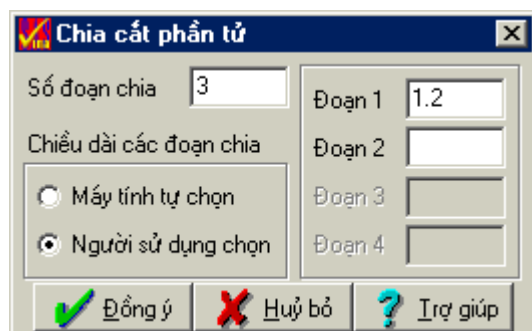 Chia cắt phần tử
Số đoạn chia 3
Chiều dài các đoạn chia
Máy tính tự chọn
Người sử dụng chọn
Đoạn 1 1.2
Đoạn 2
Đoạn 3
Đoạn 4
Đồng ý Huỷ bỏ Trợ giúp